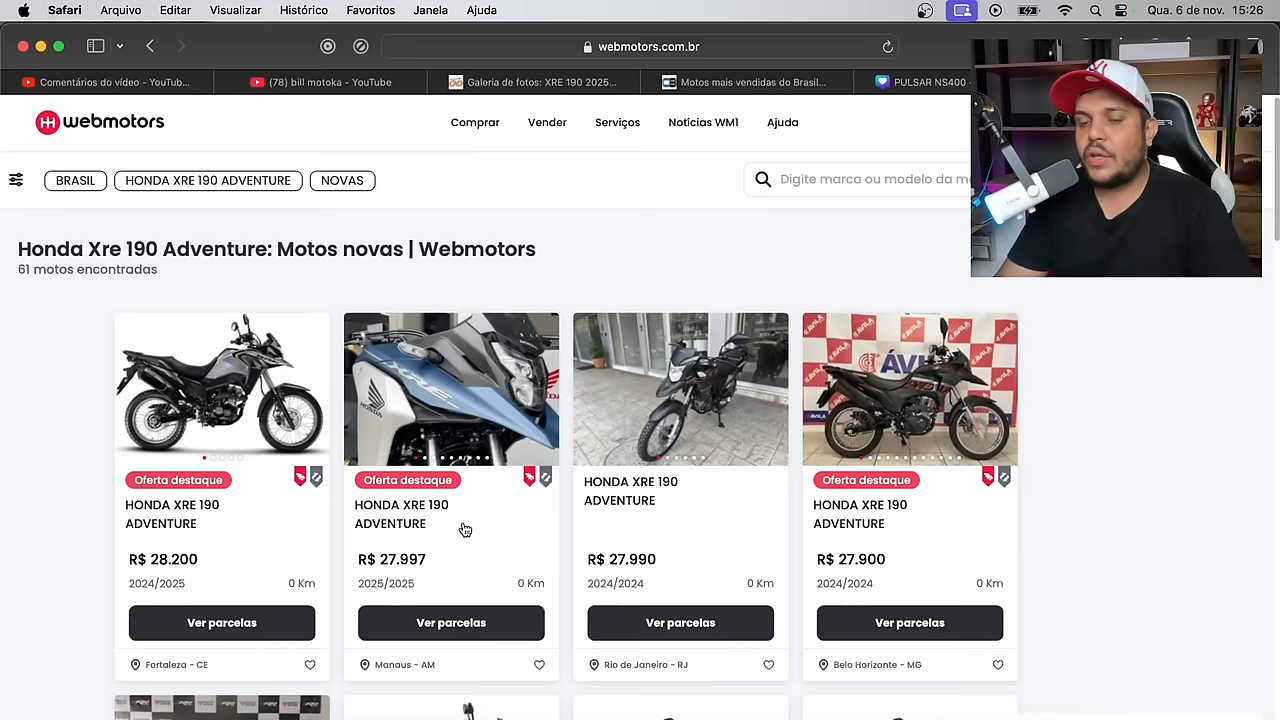 Safari Arquivo Editar Visualizar Histórico Favoritos Janela Ajuda Qua. 6 de nov. 15:26
webmotors.com.br
Comentários do vídeo - YouTub... (78) bill motoka - YouTube Galeria de fotos: XRE 190 2025... Motos mais vendidas do Brasil... PULSAR NS400
webmotors Comprar Vender Serviços Notícias WM1 Ajuda
BRASIL HONDA XRE 190 ADVENTURE NOVAS Digite marca ou modelo da
Honda Xre 190 Adventure: Motos novas | Webmotors
61 motos encontradas
Oferta destaque
HONDA XRE 190
ADVENTURE
R$ 28.200
2024/2025 0 Km
Ver parcelas
Fortaleza - CE
XRE
HONDA
Oferta destaque
HONDA XRE 190
ADVENTURE
R$ 27.997
2025/2025 0 Km
Ver parcelas
Manaus - AM
HONDA XRE 190
ADVENTURE
R$ 27.990
2024/2024 0 Km
Ver parcelas
Rio de Janeiro - RJ
ÁVILA
Oferta destaque
HONDA XRE 190
ADVENTURE
R$ 27.900
2024/2024 0 Km
Ver parcelas
Belo Horizonte - MG